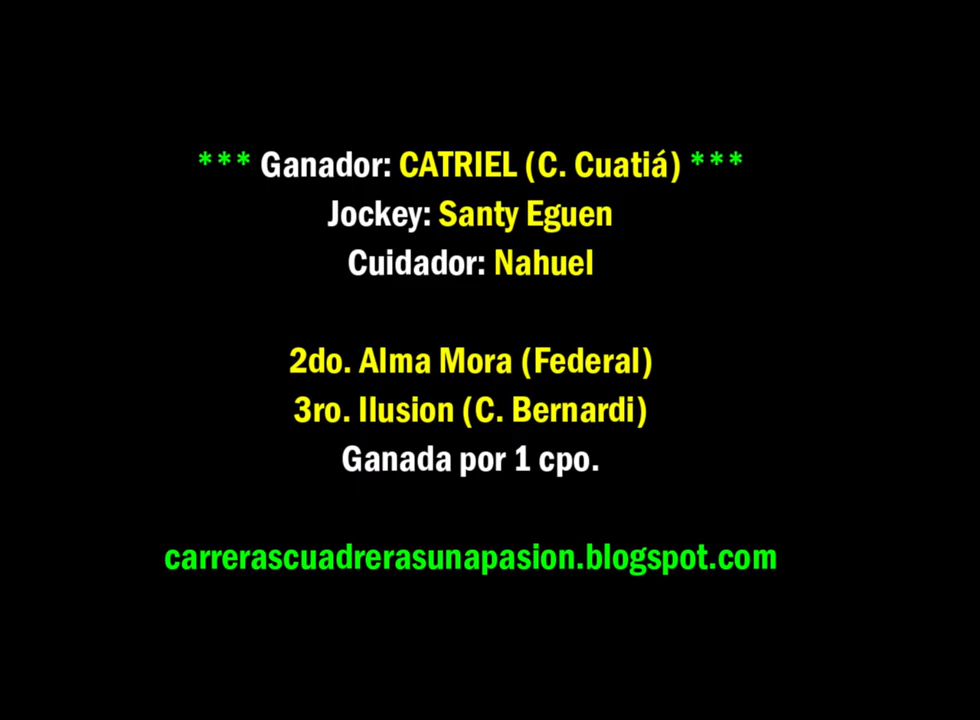 *** Ganador: CATRIEL (C. Cuatiá) ***
Jockey: Santy Eguen
Cuidador: Nahuel
2do. Alma Mora (Federal)
3ro. Ilusion (C. Bernardi)
Ganada por 1 cpo.
carrerascuadrerasunapasion.blogspot.com